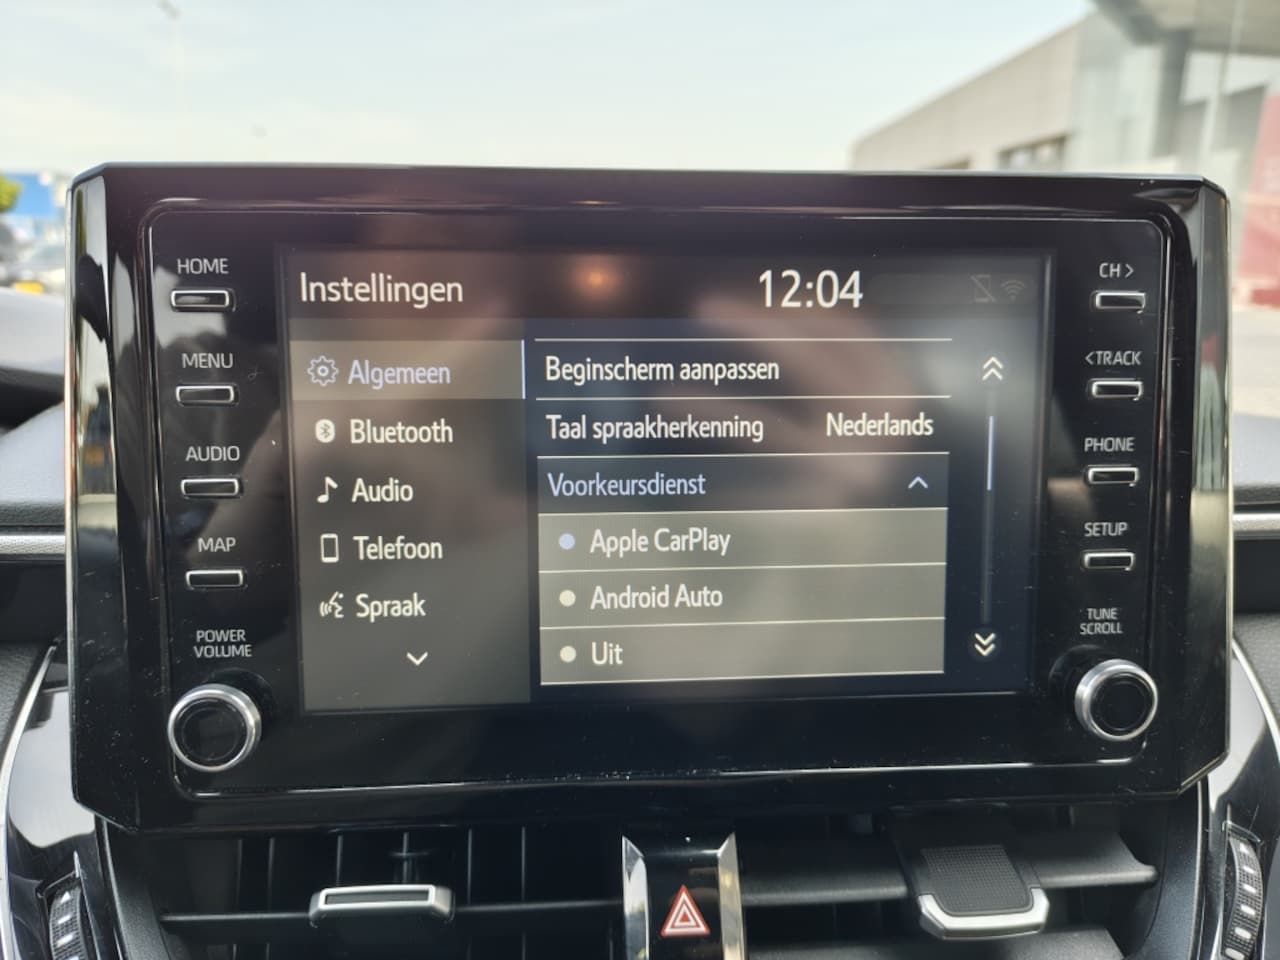 HOME
MENU
AUDIO
MAP
POWER
VOLUME
Instellingen
12:04
Algemeen
Bluetooth
Audio
Telefoon
Spraak
Beginscherm aanpassen
Taal spraakherkenning Nederlands
Voorkeursdienst
Apple CarPlay
Android Auto
Uit
CH >
<TRACK
PHONE
SETUP
TUNE
SCROLL